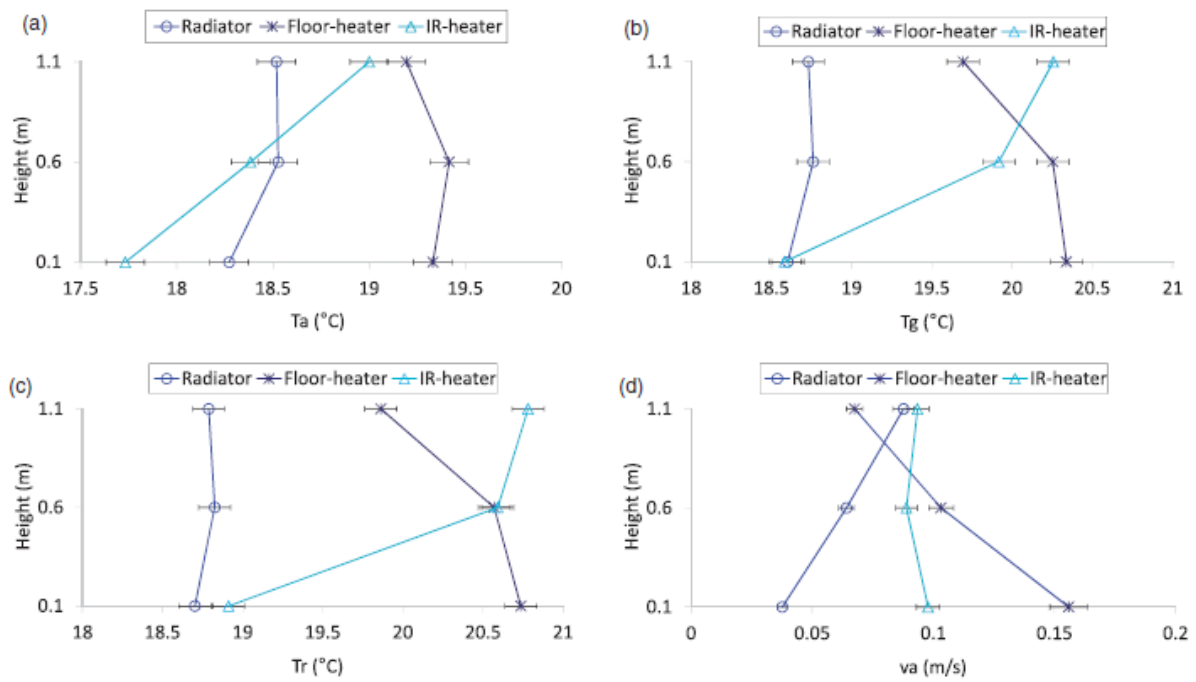 (a)
Radiator Floor-heater IR-heater
1.1
0.6
0.1
Height (m)
17.5 18 18.5 19 19.5 20
Ta (°C)
(b)
Radiator Floor-heater IR-heater
1.1
0.6
0.1
Height (m)
18 18.5 19 19.5 20 20.5 21
Tg (°C)
(c)
Radiator Floor-heater IR-heater
1.1
0.6
0.1
Height (m)
18 18.5 19 19.5 20 20.5 21
Tr (°C)
(d)
Radiator Floor-heater IR-heater
1.1
0.6
0.1
Height (m)
0 0.05 0.1 0.15 0.2
va (m/s)